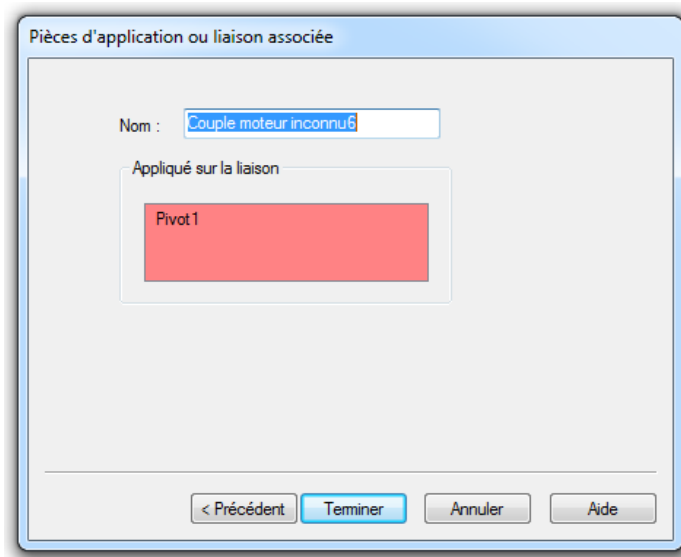 Pièces d'application ou liaison associée
Nom : Couple moteur inconnu6
Appliqué sur la liaison
Pivot1
< Précédent Terminer Annuler Aide